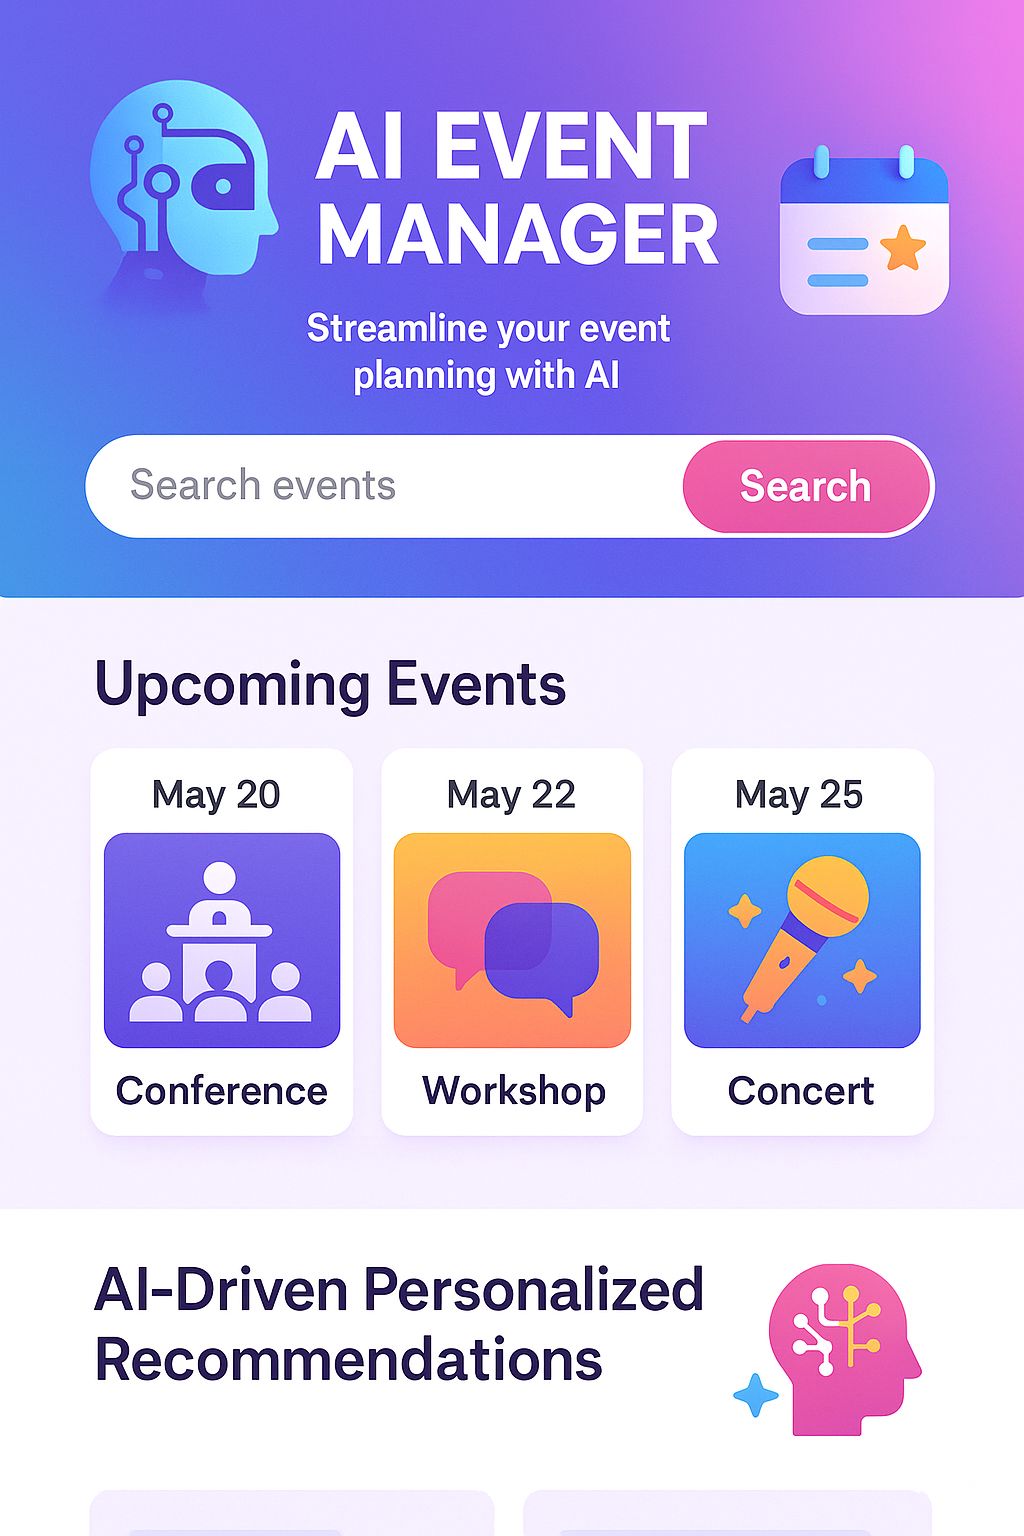 AI EVENT
MANAGER
Streamline your event
planning with AI
Search events
Search
Upcoming Events
May 20
Conference
May 22
Workshop
May 25
Concert
AI-Driven Personalized
Recommendations